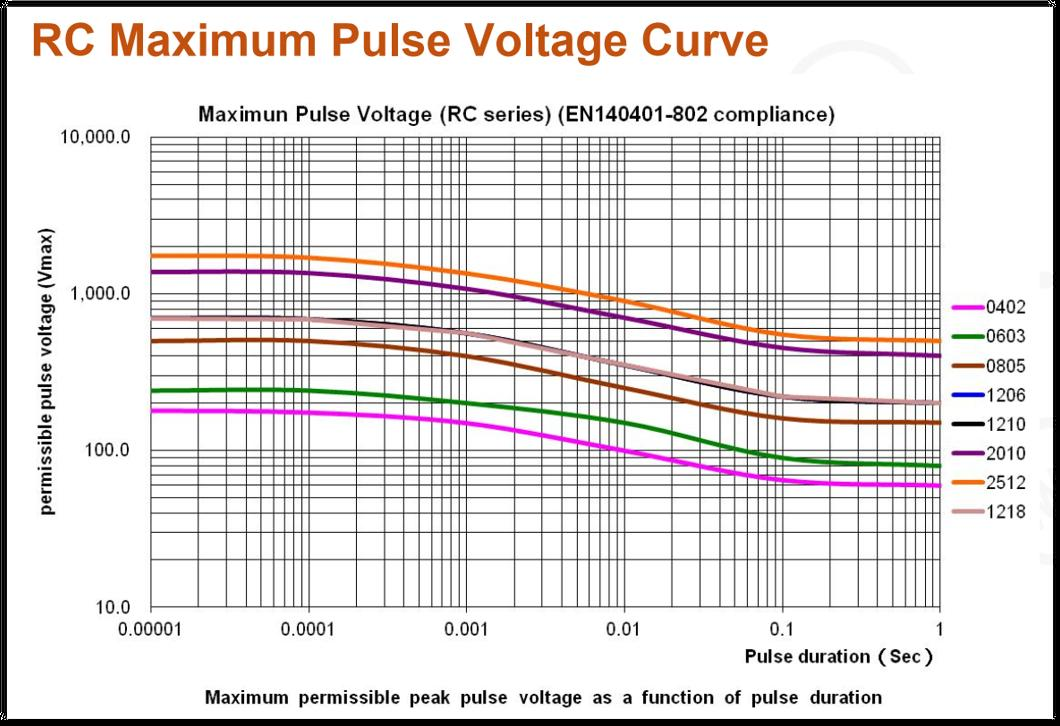 RC Maximum Pulse Voltage Curve
Maximun Pulse Voltage (RC series) (EN140401-802 compliance)
permissible pulse voltage (Vmax)
10,000.0
1,000.0
100.0
10.0
0.00001 0.0001 0.001 0.01 0.1 1
Pulse duration ( Sec )
0402
0603
0805
1206
1210
2010
2512
1218
Maximum permissible peak pulse voltage as a function of pulse duration